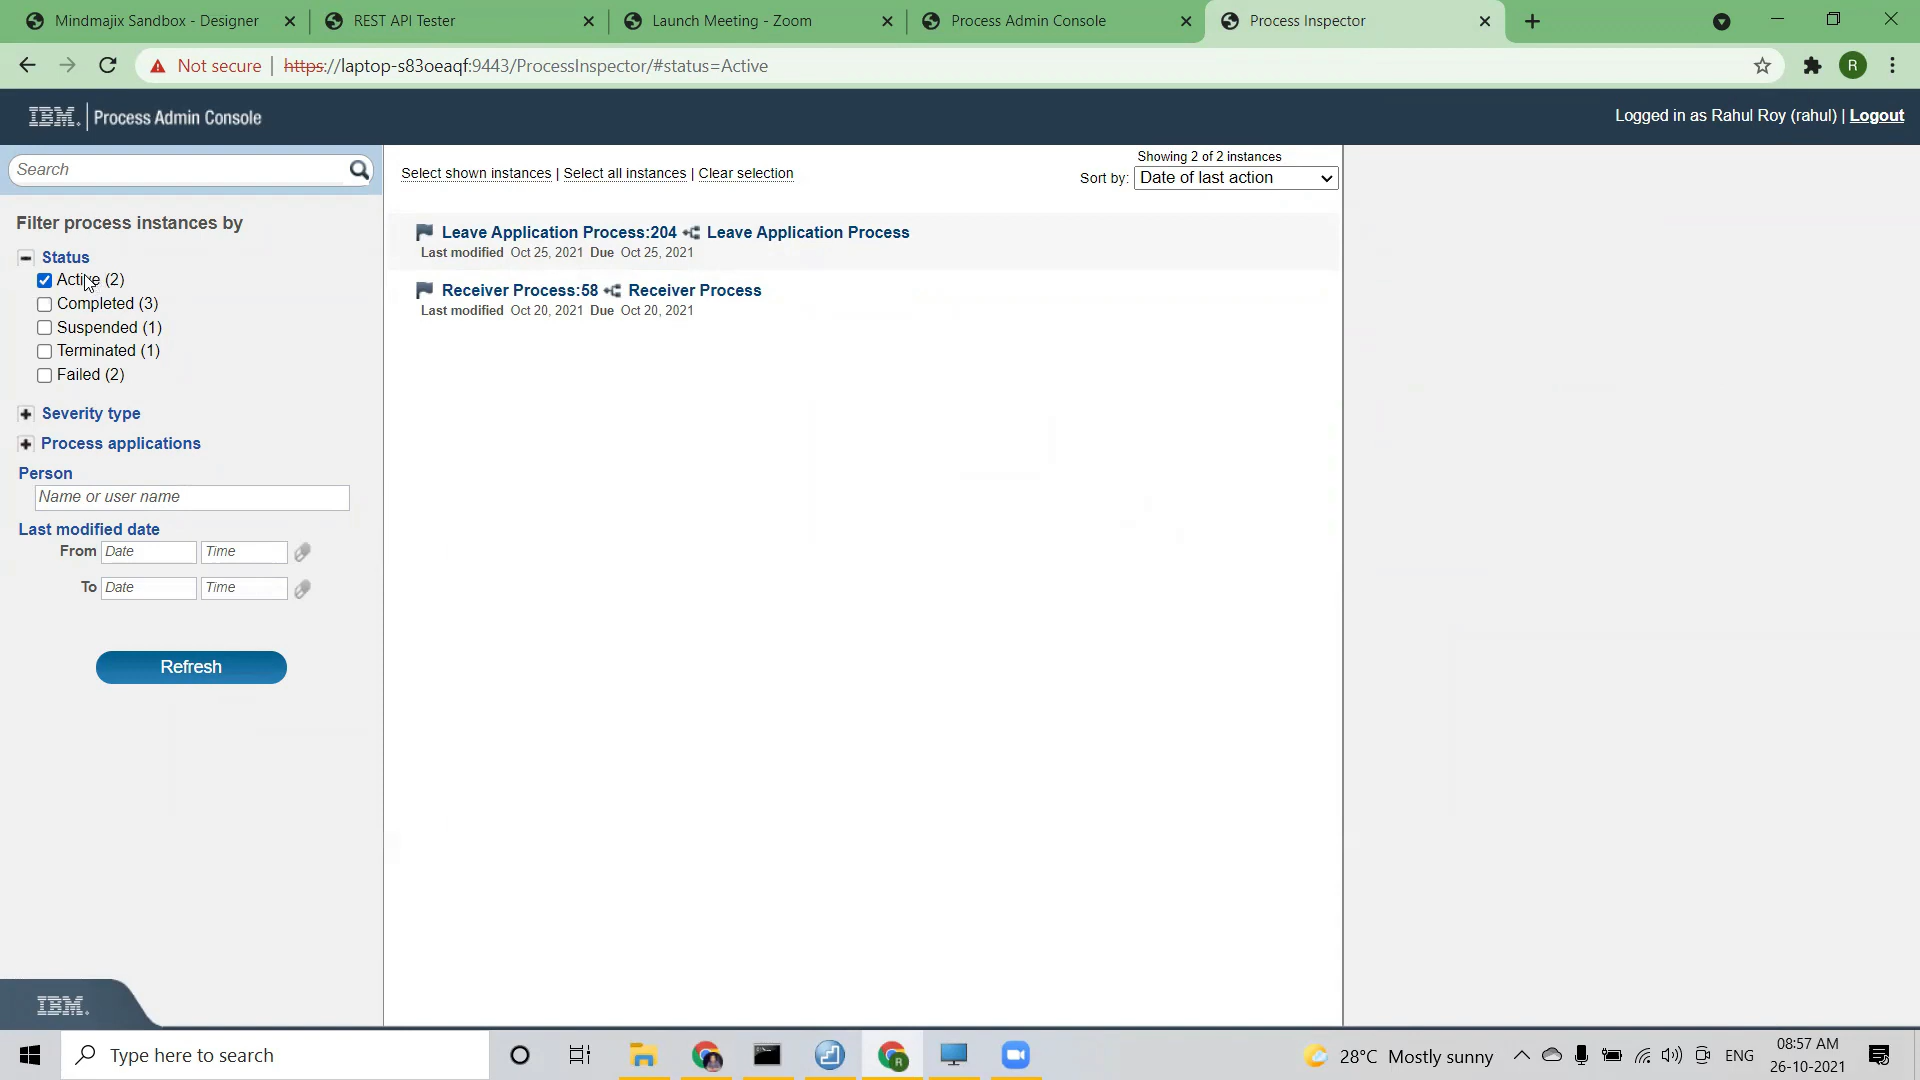 Mindmajix Sandbox - Designer
REST API Tester
Launch Meeting - Zoom
Process Admin Console
Process Inspector
Not secure
https://laptop-s83oeaqf:9443/ProcessInspector/#status=Active
R
IBM. Process Admin Console
Logged in as Rahul Roy (rahul) | Logout
Search
Filter process instances by
Status
Active (2)
Completed (3)
Suspended (1)
Terminated (1)
Failed (2)
Severity type
Process applications
Person
Name or user name
Last modified date
From Date Time
To Date Time
Refresh
IBM.
Select shown instances | Select all instances | Clear selection
Showing 2 of 2 instances
Sort by: Date of last action
Leave Application Process:204 Leave Application Process
Last modified Oct 25, 2021 Due Oct 25, 2021
Receiver Process:58 Receiver Process
Last modified Oct 20, 2021 Due Oct 20, 2021
Type here to search
R
28°C Mostly sunny
ENG
08:57 AM
26-10-2021